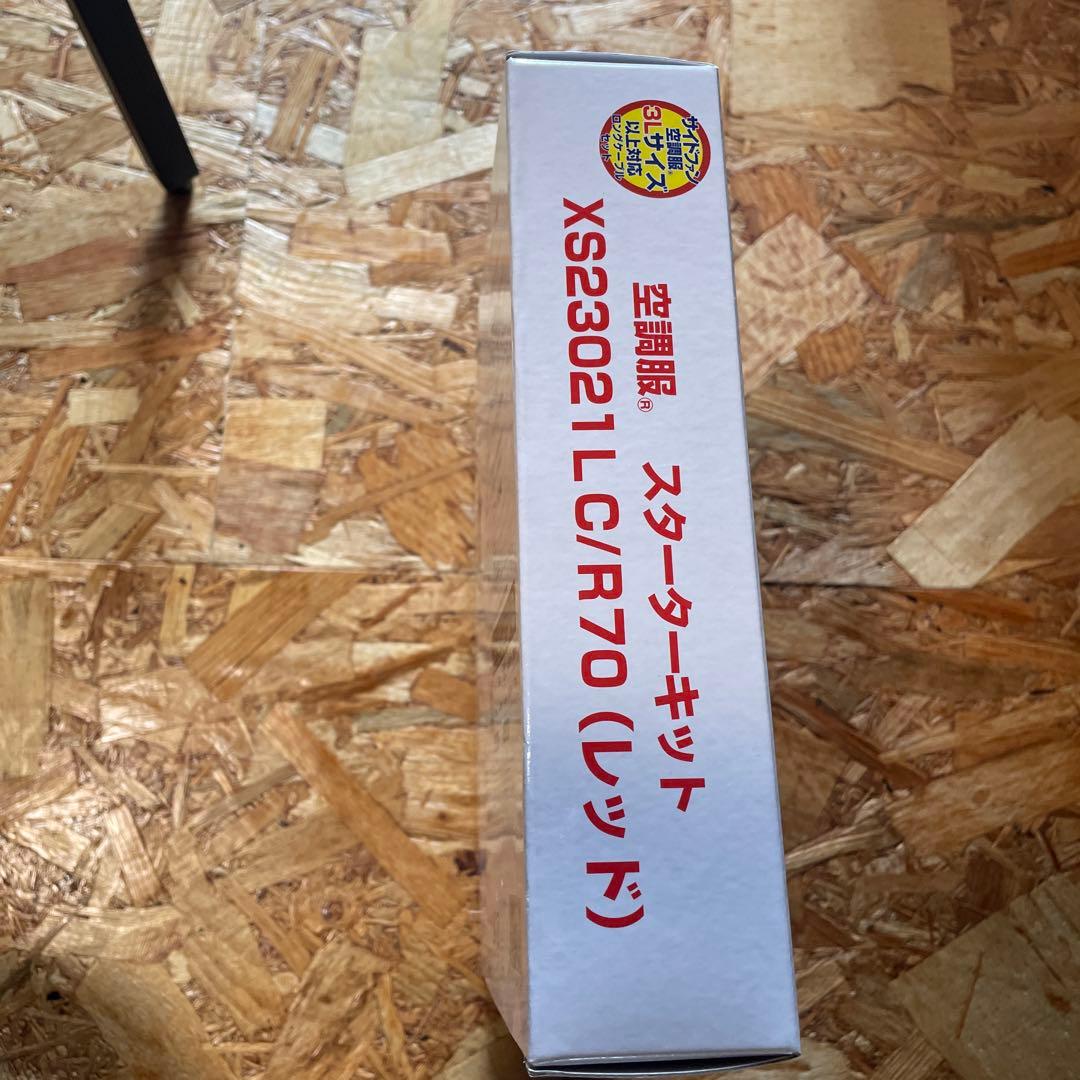 サイドファン
空調服®
3Lサイズ
以上対応
ロングケーブル
セット
空調服® スターターキット
XS23021LC/R70(レッド)